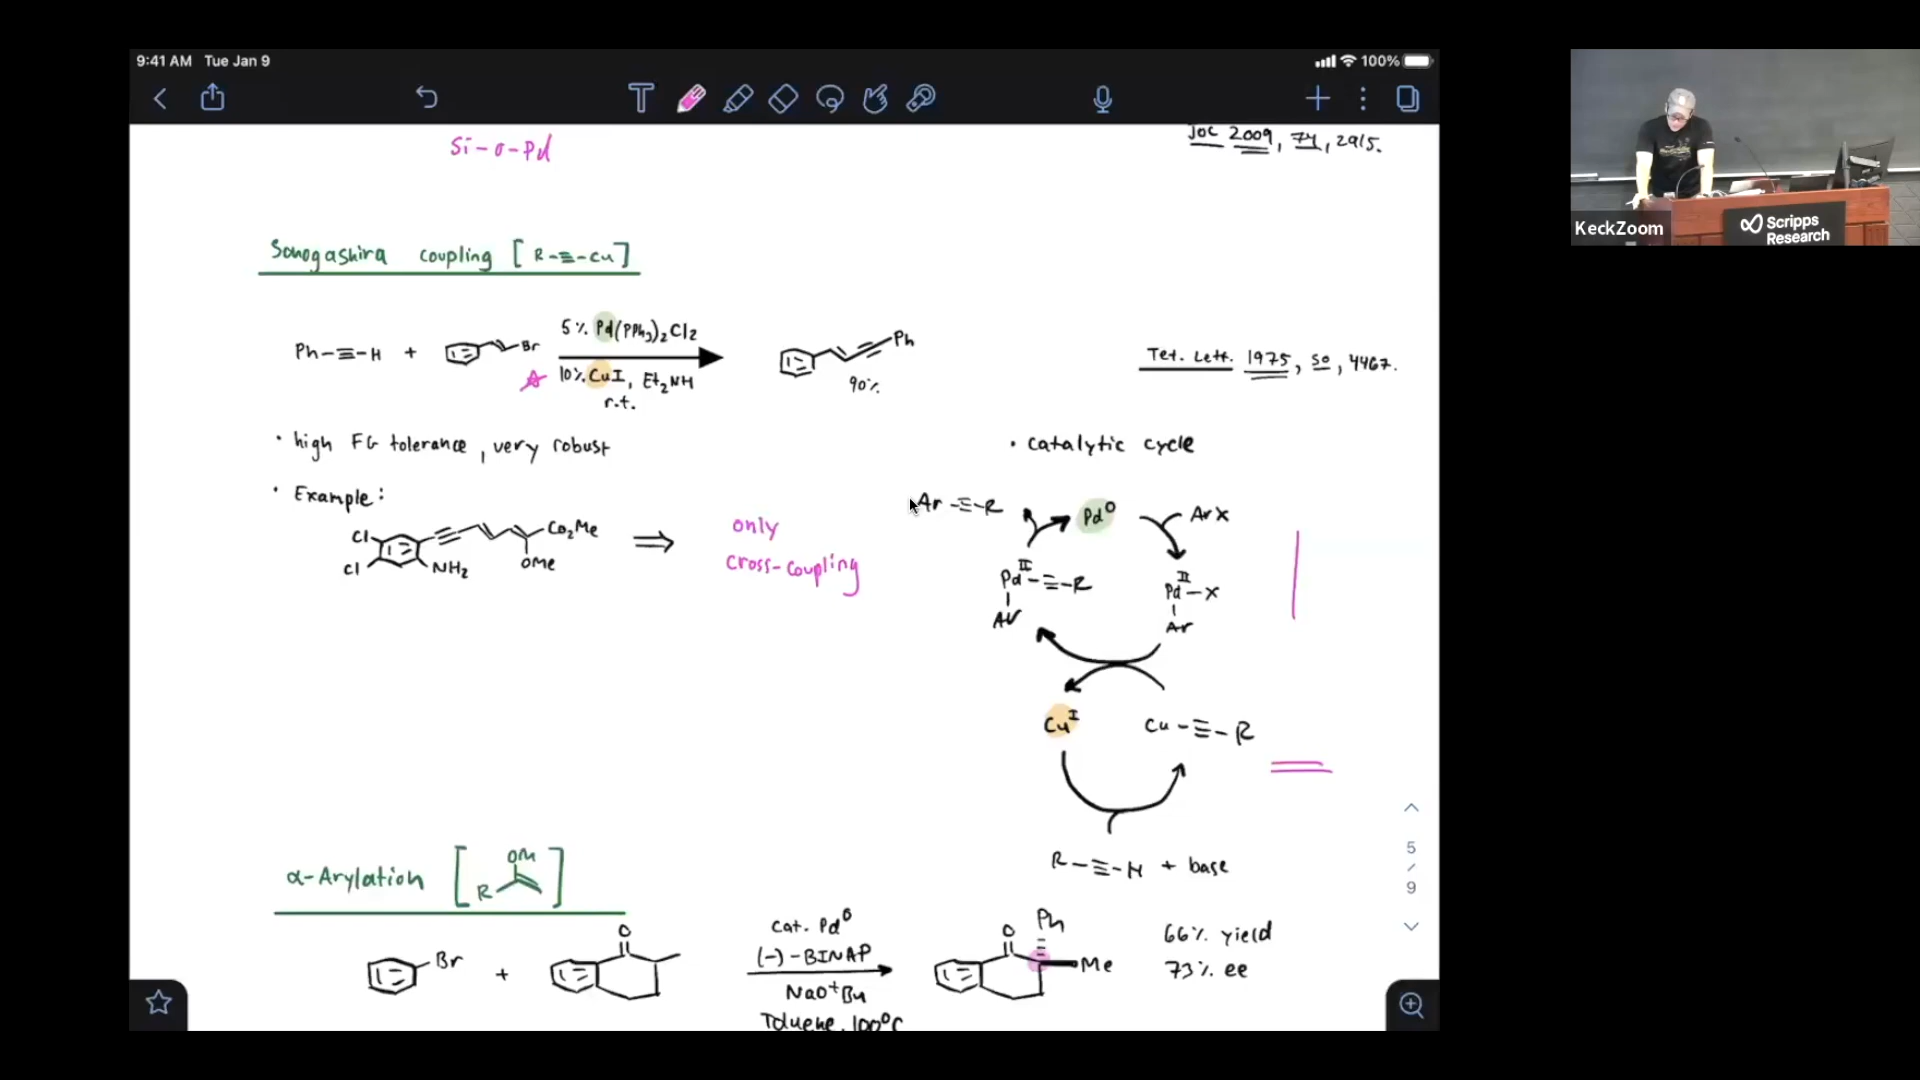 9:41 AM Tue Jan 9
100%
Si-O-Pd
JOC 2009, 74, 2915.
KeckZoom
Scripps
Research
Sonogashira coupling [R-≡-Cu]
Ph-≡-H + Br
5% Pd(PPh3)2Cl2
10% CuI, Et2NH
r.t.
Ph
90%
Tet. Lett. 1975, 50, 4467.
• high FG tolerance, very robust
• Example:
Cl
Cl
NH2
CO2Me
OMe
⇒
only
cross-coupling
• catalytic cycle
Ar-≡-R
Pd0
ArX
PdII-≡-R
Ar
PdII-X
Ar
CuI
Cu-≡-R
R-≡-H + base
5
/
9
α-Arylation [
OM
R
]
Br
+
O
cat. Pd0
(-)-BINAP
NaOtBu
Toluene, 100°C
O
Ph
Me
66% yield
73% ee